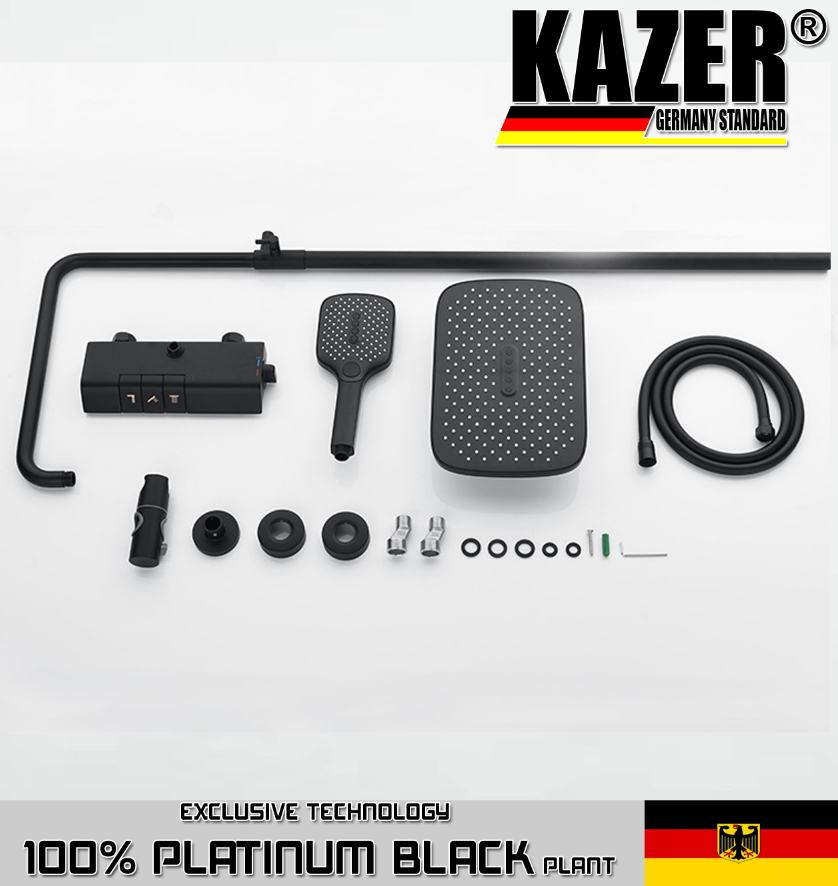 KAZER®
GERMANY STANDARD
EXCLUSIVE TECHNOLOGY
100% PLATINUM BLACK PLANT